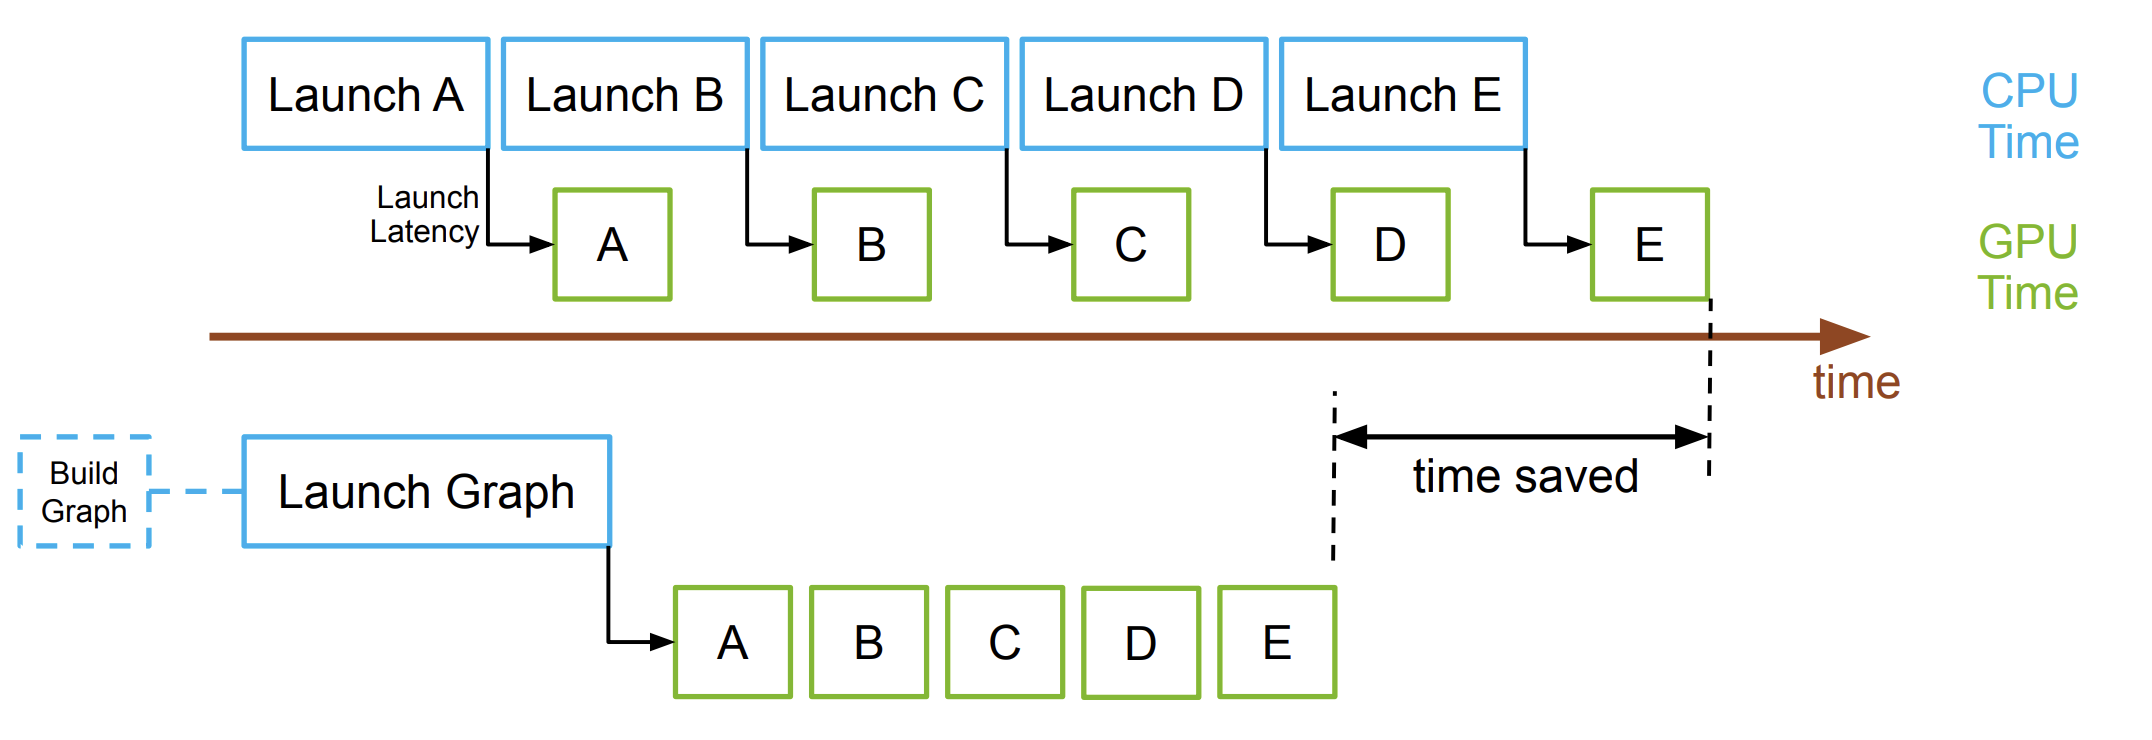 Launch A
Launch B
Launch C
Launch D
Launch E
CPU
Time
Launch
Latency
A
B
C
D
E
GPU
Time
time
time saved
Build
Graph
Launch Graph
A
B
C
D
E